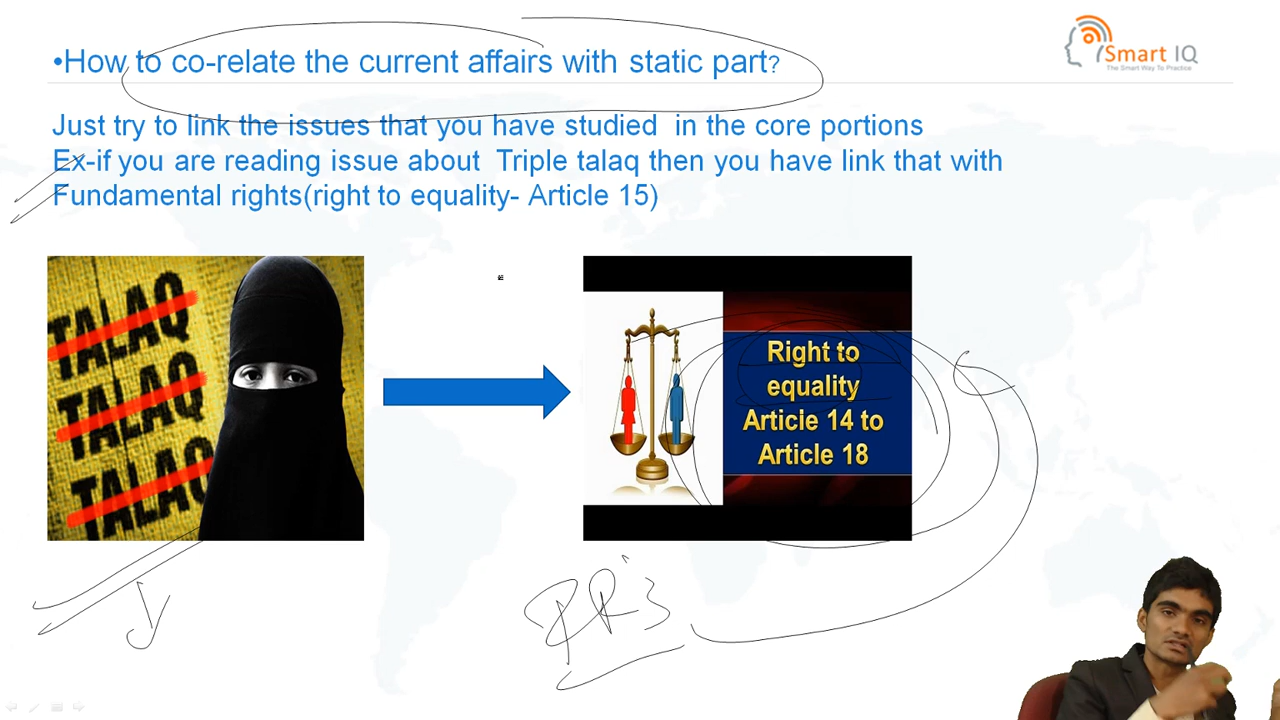 •How to co-relate the current affairs with static part?
Smart IQ
The Smart Way To Practice
Just try to link the issues that you have studied in the core portions
Ex-if you are reading issue about Triple talaq then you have link that with
Fundamental rights(right to equality- Article 15)
TALAQ
TALAQ
TALAQ
Right to
equality
Article 14 to
Article 18